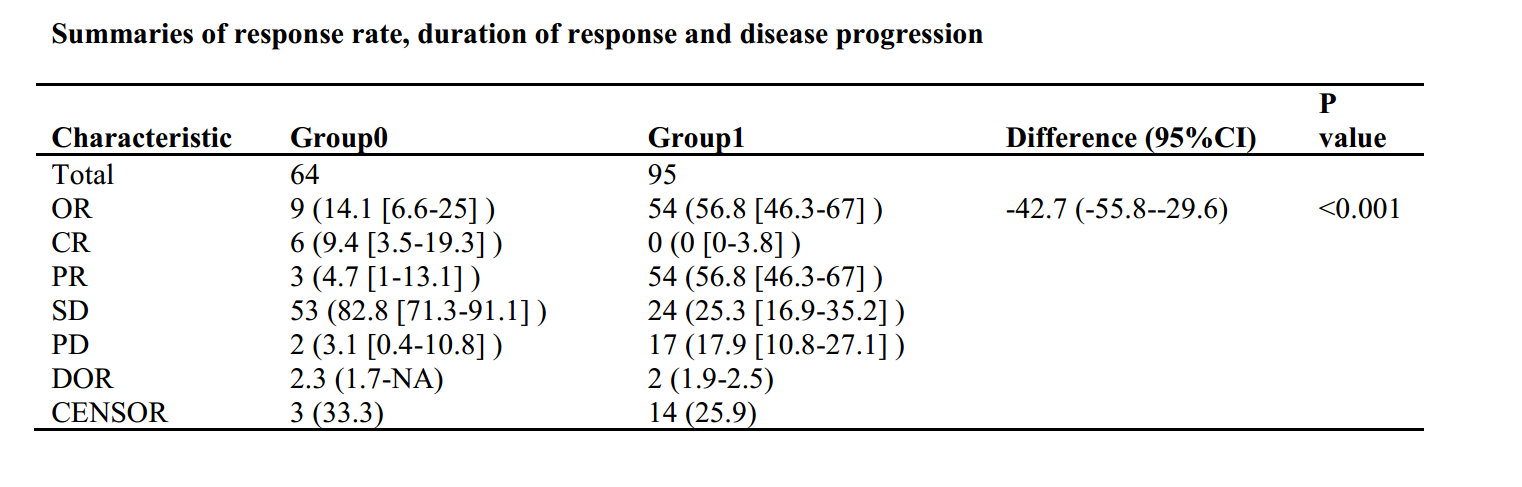 Summaries of response rate, duration of response and disease progression
P
Characteristic Group0 Group1 Difference (95%CI) value
Total 64 95
OR 9 (14.1 [6.6-25] ) 54 (56.8 [46.3-67] ) -42.7 (-55.8--29.6) <0.001
CR 6 (9.4 [3.5-19.3] ) 0 (0 [0-3.8] )
PR 3 (4.7 [1-13.1] ) 54 (56.8 [46.3-67] )
SD 53 (82.8 [71.3-91.1] ) 24 (25.3 [16.9-35.2] )
PD 2 (3.1 [0.4-10.8] ) 17 (17.9 [10.8-27.1] )
DOR 2.3 (1.7-NA) 2 (1.9-2.5)
CENSOR 3 (33.3) 14 (25.9)